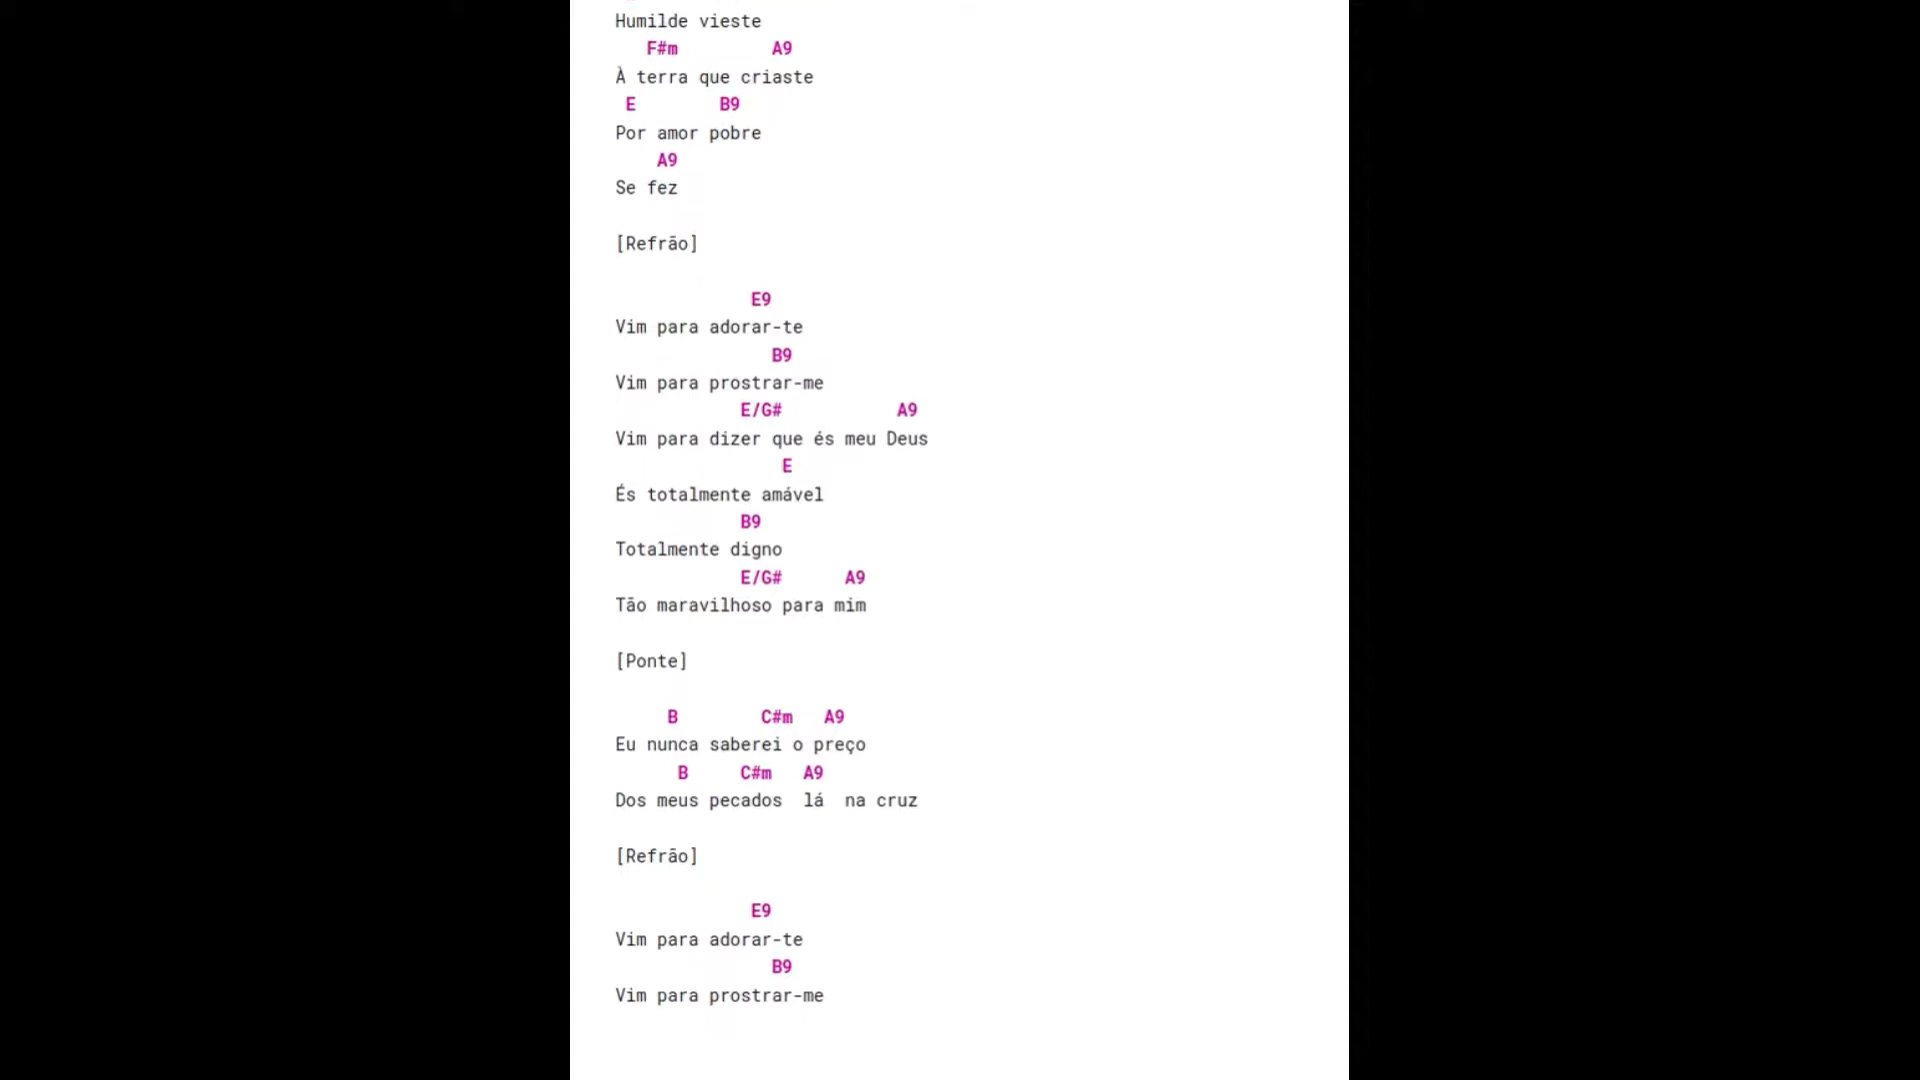 Humilde vieste
F#m A9
À terra que criaste
E B9
Por amor pobre
A9
Se fez
[Refrão]
E9
Vim para adorar-te
B9
Vim para prostrar-me
E/G# A9
Vim para dizer que és meu Deus
E
És totalmente amável
B9
Totalmente digno
E/G# A9
Tão maravilhoso para mim
[Ponte]
B C#m A9
Eu nunca saberei o preço
B C#m A9
Dos meus pecados lá na cruz
[Refrão]
E9
Vim para adorar-te
B9
Vim para prostrar-me